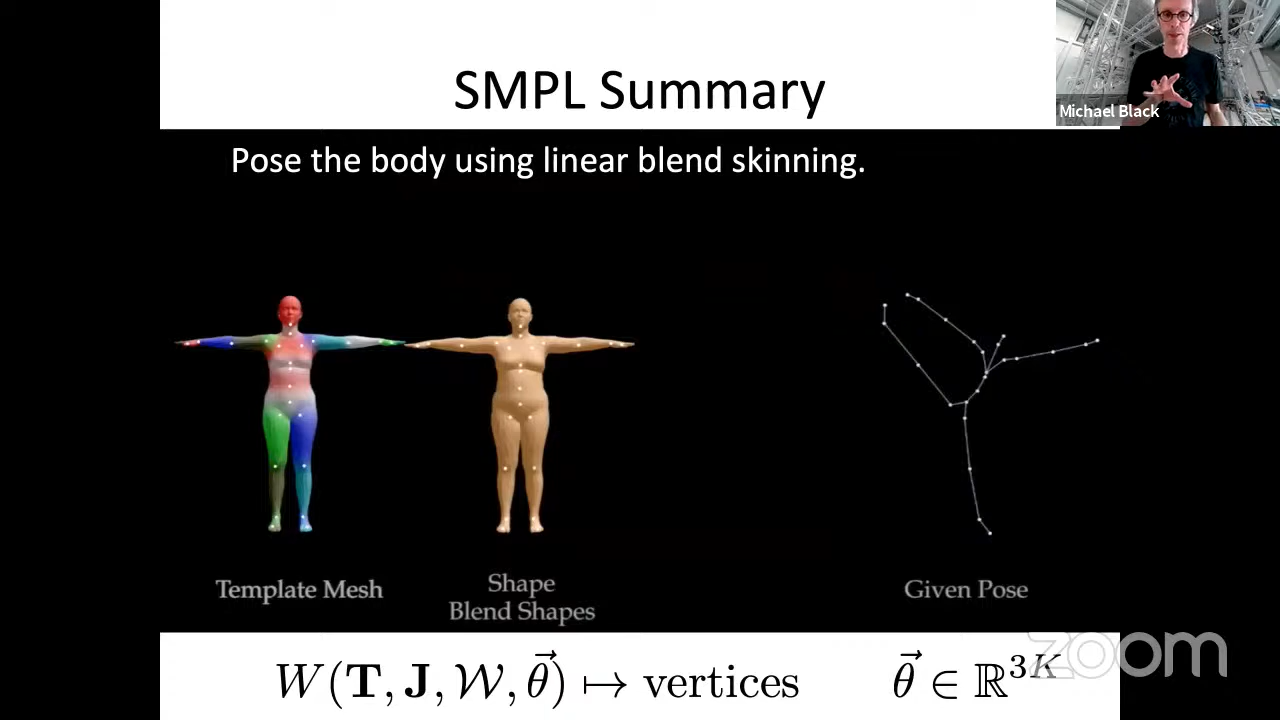 SMPL Summary
Michael Black
Pose the body using linear blend skinning.
Template Mesh
Shape
Blend Shapes
Given Pose
W(T, J, 𝒲, θ⃗) ↦ vertices
θ⃗ ∈ ℝ³ᴷ
zoom